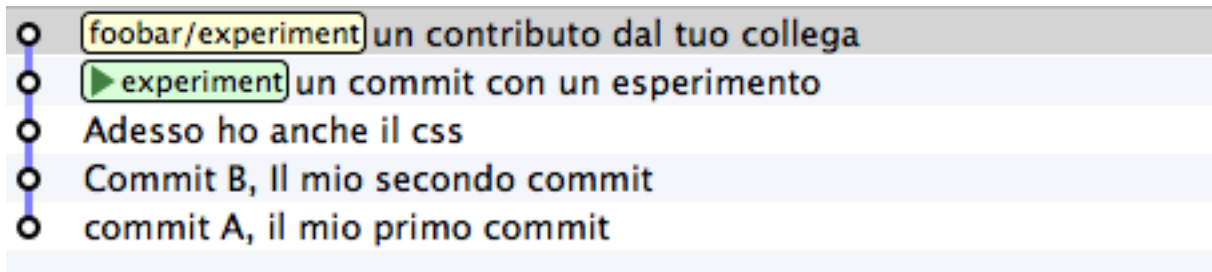 foobar/experiment un contributo dal tuo collega
experiment un commit con un esperimento
Adesso ho anche il css
Commit B, Il mio secondo commit
commit A, il mio primo commit